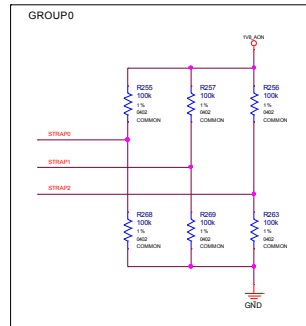 GROUP0
1V8_AON
R255
100k
1%
0402
COMMON
R257
100k
1%
0402
COMMON
R256
100k
1%
0402
COMMON
STRAP0
STRAP1
STRAP2
R268
100k
1%
0402
COMMON
R269
100k
1%
0402
COMMON
R263
100k
1%
0402
COMMON
GND